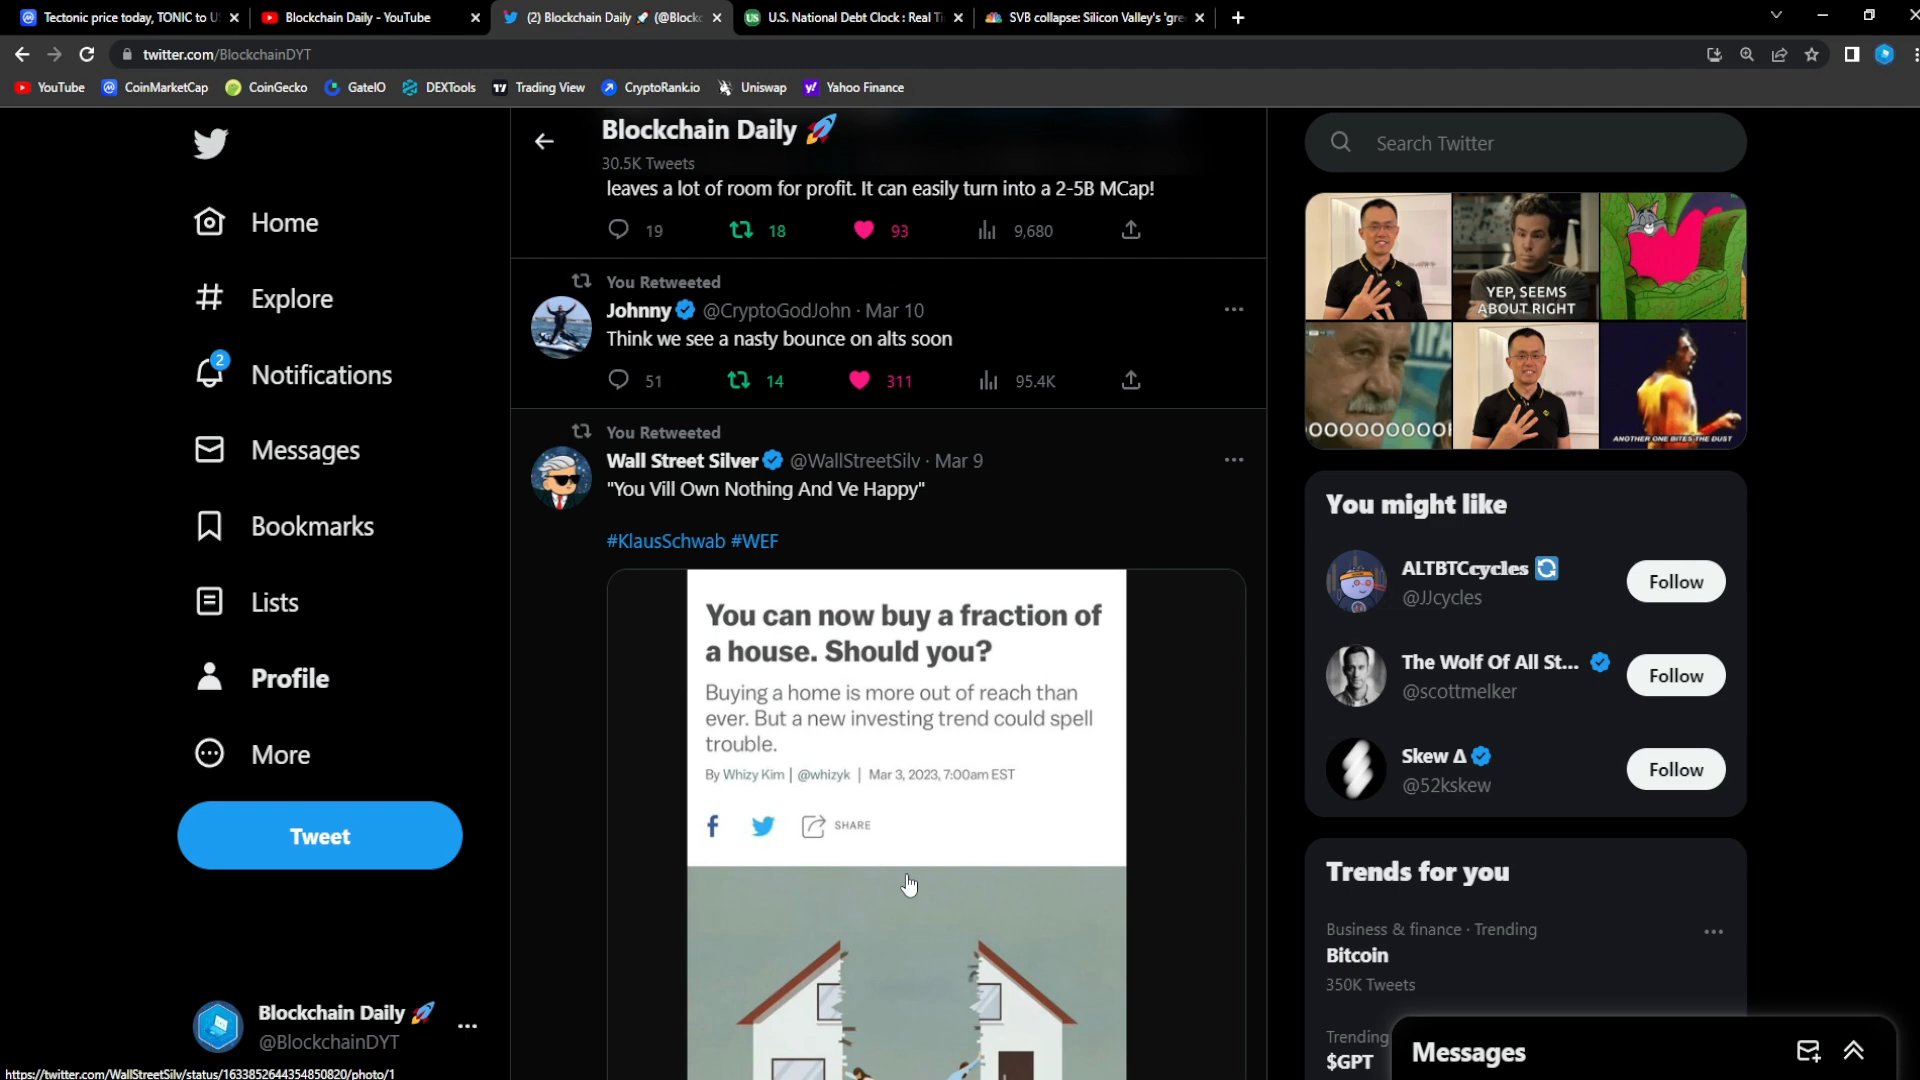 Tectonic price today, TONIC to U
Blockchain Daily - YouTube
(2) Blockchain Daily 🚀 (@Block
U.S. National Debt Clock : Real Ti
SVB collapse: Silicon Valley's 'gre
twitter.com/BlockchainDYT
YouTube
CoinMarketCap
CoinGecko
GateIO
DEXTools
Trading View
CryptoRank.io
Uniswap
Yahoo Finance
Home
Explore
2
Notifications
Messages
Bookmarks
Lists
Profile
More
Tweet
Blockchain Daily 🚀
@BlockchainDYT
https://twitter.com/WallStreetSilv/status/1633852644354850820/photo/1
Blockchain Daily 🚀
30.5K Tweets
leaves a lot of room for profit. It can easily turn into a 2-5B MCap!
19 18 93 9,680
You Retweeted
Johnny @CryptoGodJohn · Mar 10
Think we see a nasty bounce on alts soon
51 14 311 95.4K
You Retweeted
Wall Street Silver @WallStreetSilv · Mar 9
"You Vill Own Nothing And Ve Happy"
#KlausSchwab #WEF
You can now buy a fraction of
a house. Should you?
Buying a home is more out of reach than
ever. But a new investing trend could spell
trouble.
By Whizy Kim | @whizyk | Mar 3, 2023, 7:00am EST
SHARE
Search Twitter
YEP, SEEMS
ABOUT RIGHT
ANOTHER ONE BITES THE DUST
You might like
ALTBTCcycles
@JJcycles
Follow
The Wolf Of All St...
@scottmelker
Follow
Skew Δ
@52kskew
Follow
Trends for you
Business & finance · Trending
Bitcoin
350K Tweets
Trending
$GPT
Messages